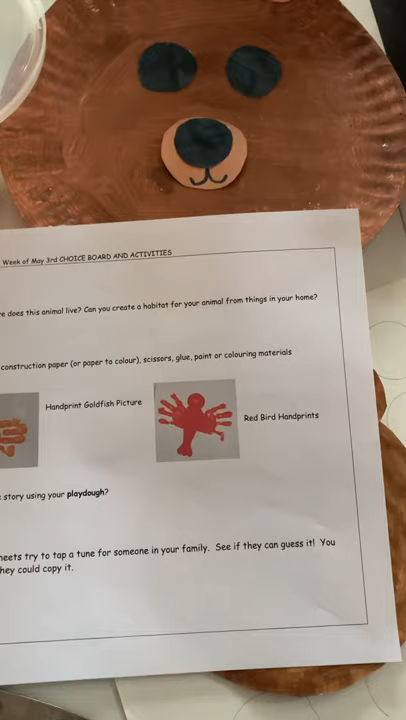 Week of May 3rd CHOICE BOARD AND ACTIVITIES
does this animal live? Can you create a habitat for your animal from things in your home?
construction paper (or paper to colour), scissors, glue, paint or colouring materials
Handprint Goldfish Picture
Red Bird Handprints
story using your playdough?
try to tap a tune for someone in your family. See if they can guess it! You
hey could copy it.